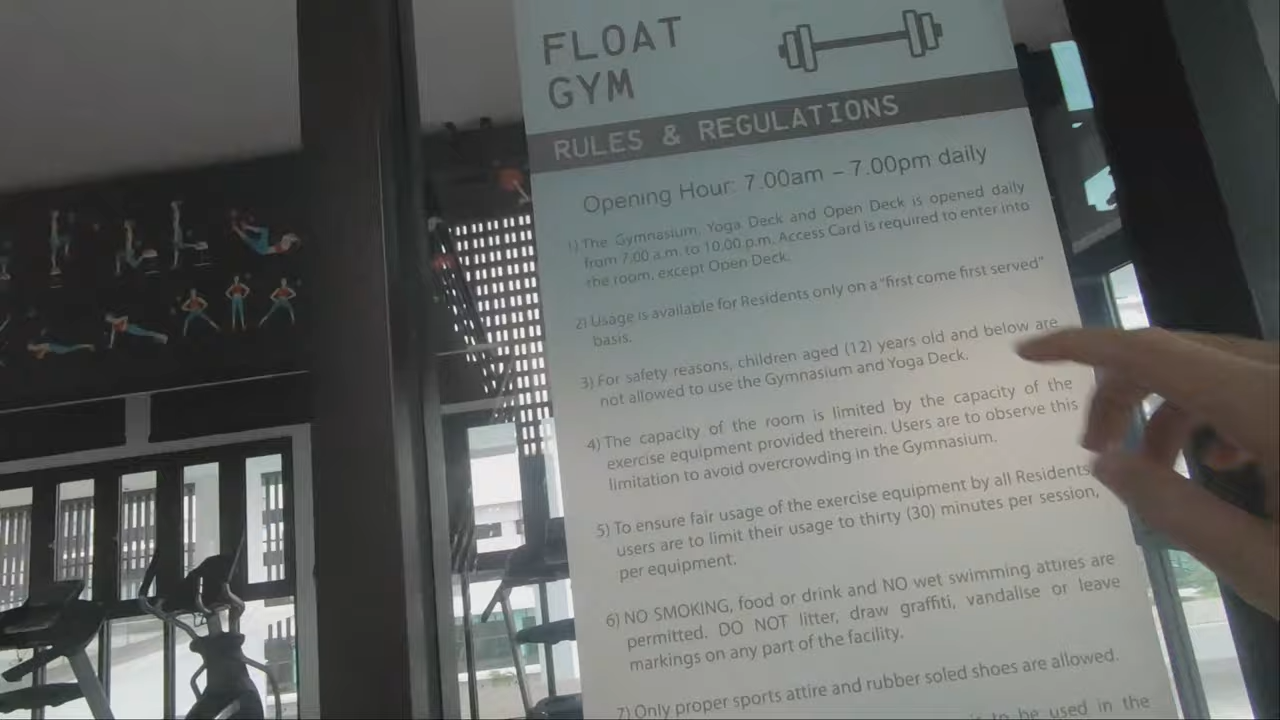 FLOAT
GYM
RULES & REGULATIONS
Opening Hour: 7.00am – 7.00pm daily
1) The Gymnasium, Yoga Deck and Open Deck is opened daily
from 7.00 a.m. to 10.00 p.m. Access Card is required to enter into
the room, except Open Deck.
2) Usage is available for Residents only on a "first come first served"
basis.
3) For safety reasons, children aged (12) years old and below are
not allowed to use the Gymnasium and Yoga Deck.
4) The capacity of the room is limited by the capacity of the
exercise equipment provided therein. Users are to observe this
limitation to avoid overcrowding in the Gymnasium.
5) To ensure fair usage of the exercise equipment by all Residents,
users are to limit their usage to thirty (30) minutes per session,
per equipment.
6) NO SMOKING, food or drink and NO wet swimming attires are
permitted. DO NOT litter, draw graffiti, vandalise or leave
markings on any part of the facility.
7) Only proper sports attire and rubber soled shoes are allowed.
to be used in the